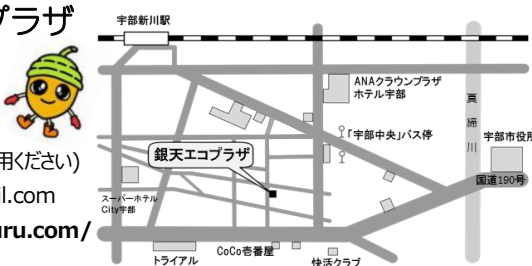 プラザ
用ください)
il.com
ru.com/
宇部新川駅
ANAクラウンプラザ
ホテル宇部
「宇部中央」バス停
真締川
宇部市役所
国道190号
銀天エコプラザ
スーパーホテル
City宇部
トライアル
CoCo壱番屋
快活クラブ